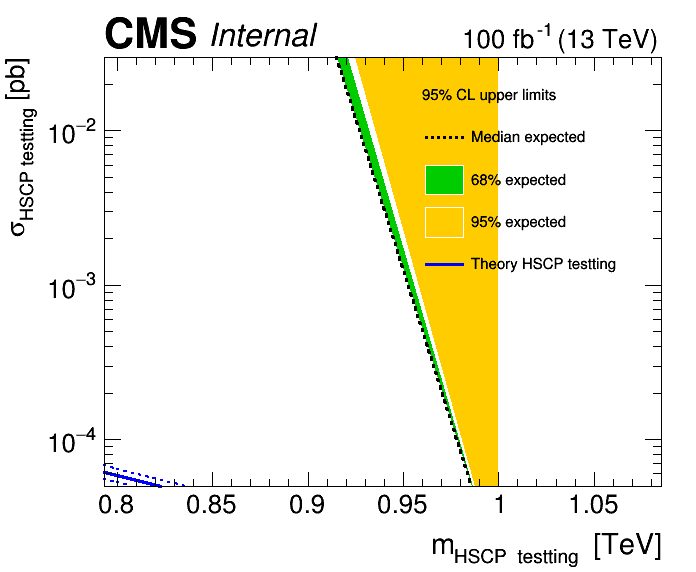 CMS Internal 100 fb⁻¹ (13 TeV)
σHSCP testting [pb]
95% CL upper limits
Median expected
68% expected
95% expected
Theory HSCP testting
10⁻²
10⁻³
10⁻⁴
0.8 0.85 0.9 0.95 1 1.05
mHSCP testting [TeV]